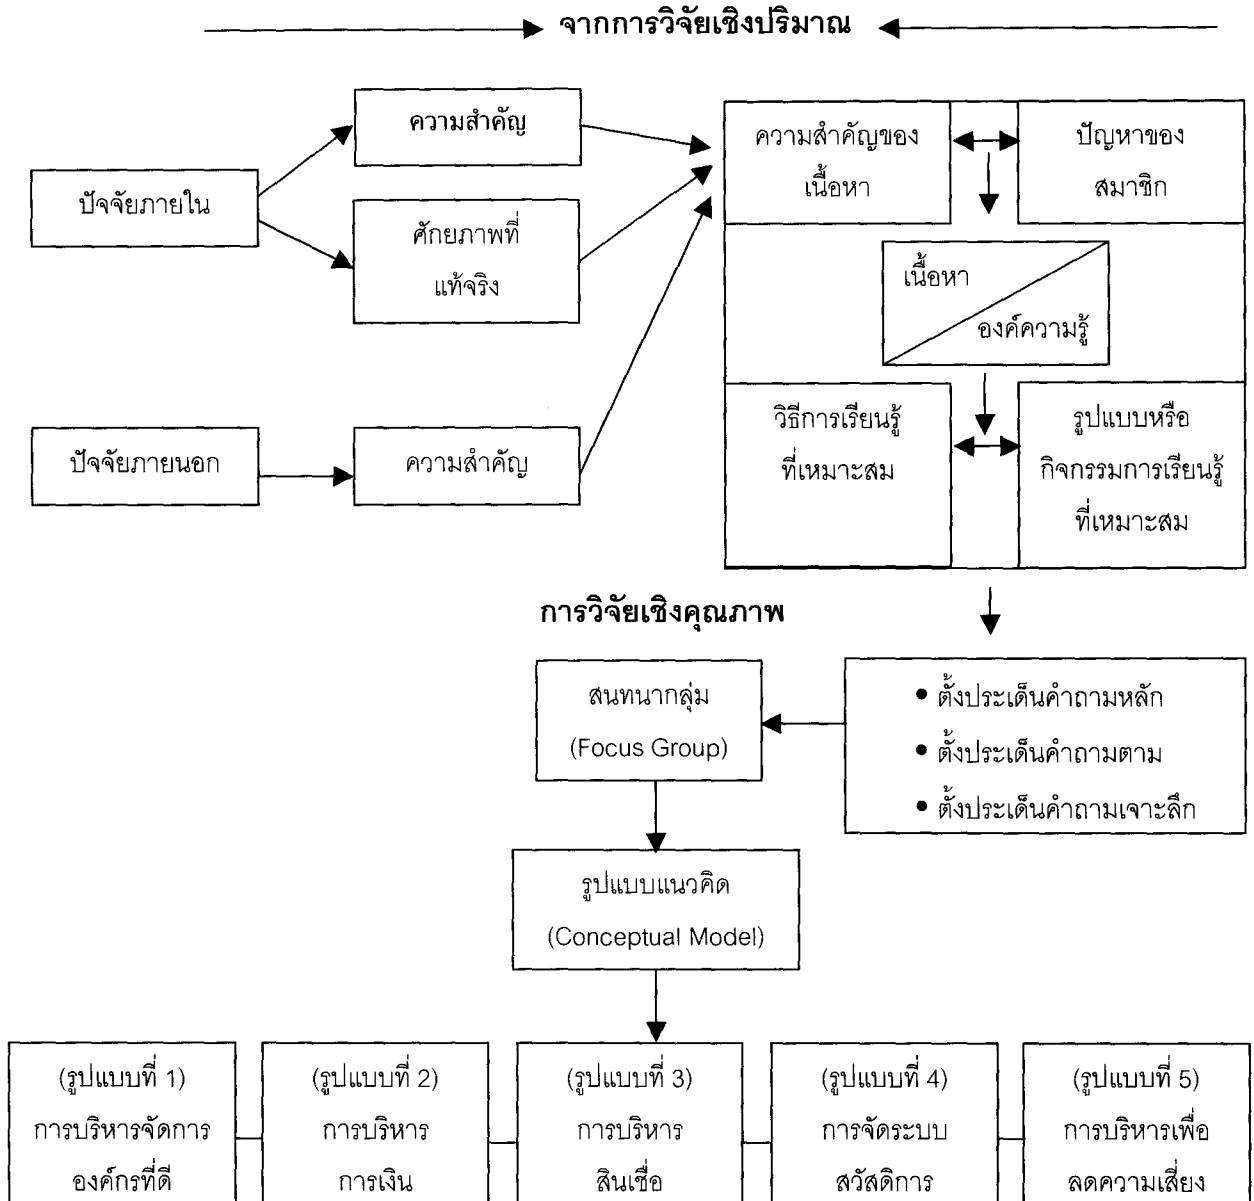 จากการวิจัยเชิงปริมาณ
ความสำคัญ
ปัจจัยภายใน
ศักยภาพที่
แท้จริง
ปัจจัยภายนอก
ความสำคัญ
ความสำคัญของ
เนื้อหา
ปัญหาของ
สมาชิก
เนื้อหา
องค์ความรู้
วิธีการเรียนรู้
ที่เหมาะสม
รูปแบบหรือ
กิจกรรมการเรียนรู้
ที่เหมาะสม
การวิจัยเชิงคุณภาพ
สนทนากลุ่ม
(Focus Group)
• ตั้งประเด็นคำถามหลัก
• ตั้งประเด็นคำถามตาม
• ตั้งประเด็นคำถามเจาะลึก
รูปแบบแนวคิด
(Conceptual Model)
(รูปแบบที่ 1)
การบริหารจัดการ
องค์กรที่ดี
(รูปแบบที่ 2)
การบริหาร
การเงิน
(รูปแบบที่ 3)
การบริหาร
สินเชื่อ
(รูปแบบที่ 4)
การจัดระบบ
สวัสดิการ
(รูปแบบที่ 5)
การบริหารเพื่อ
ลดความเสี่ยง